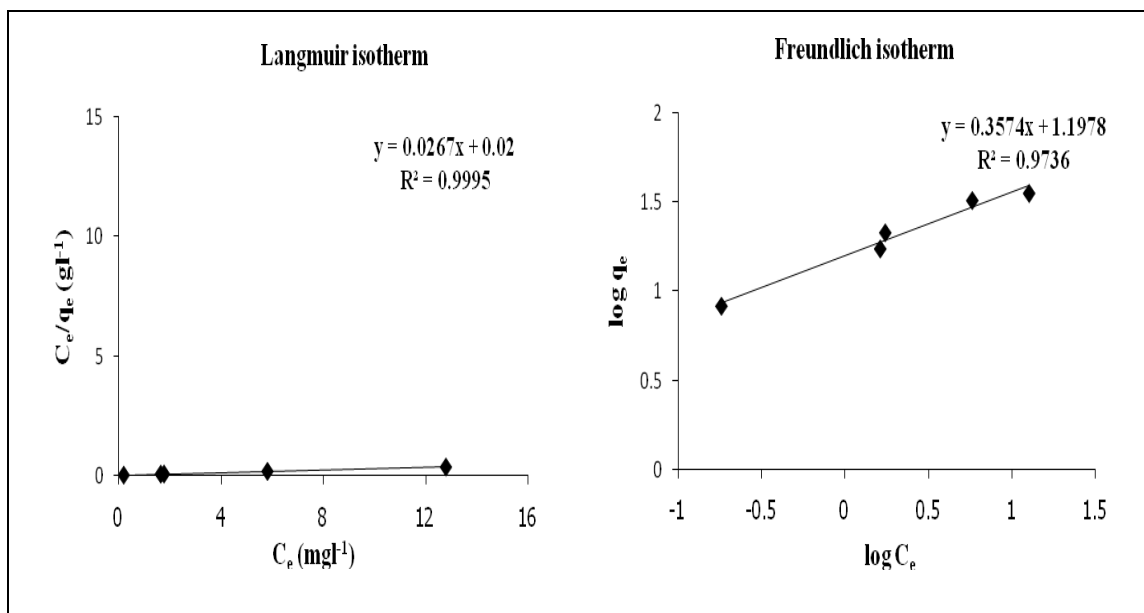 Langmuir isotherm
15
10
5
0
y = 0.0267x + 0.02
R² = 0.9995
Cₑ/qₑ (gl⁻¹)
0 4 8 12 16
Cₑ (mgl⁻¹)
Freundlich isotherm
2
1.5
1
0.5
0
y = 0.3574x + 1.1978
R² = 0.9736
log qₑ
-1 -0.5 0 0.5 1 1.5
log Cₑ